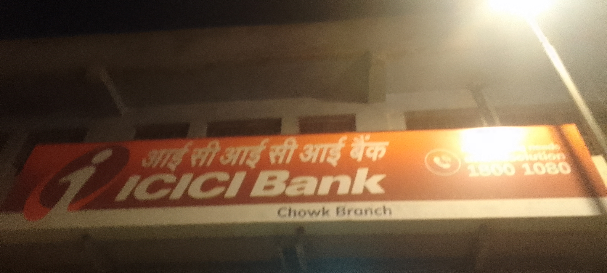 आई सी आई सी आई बैंक
ICICI Bank
1800 1080
Chowk Branch